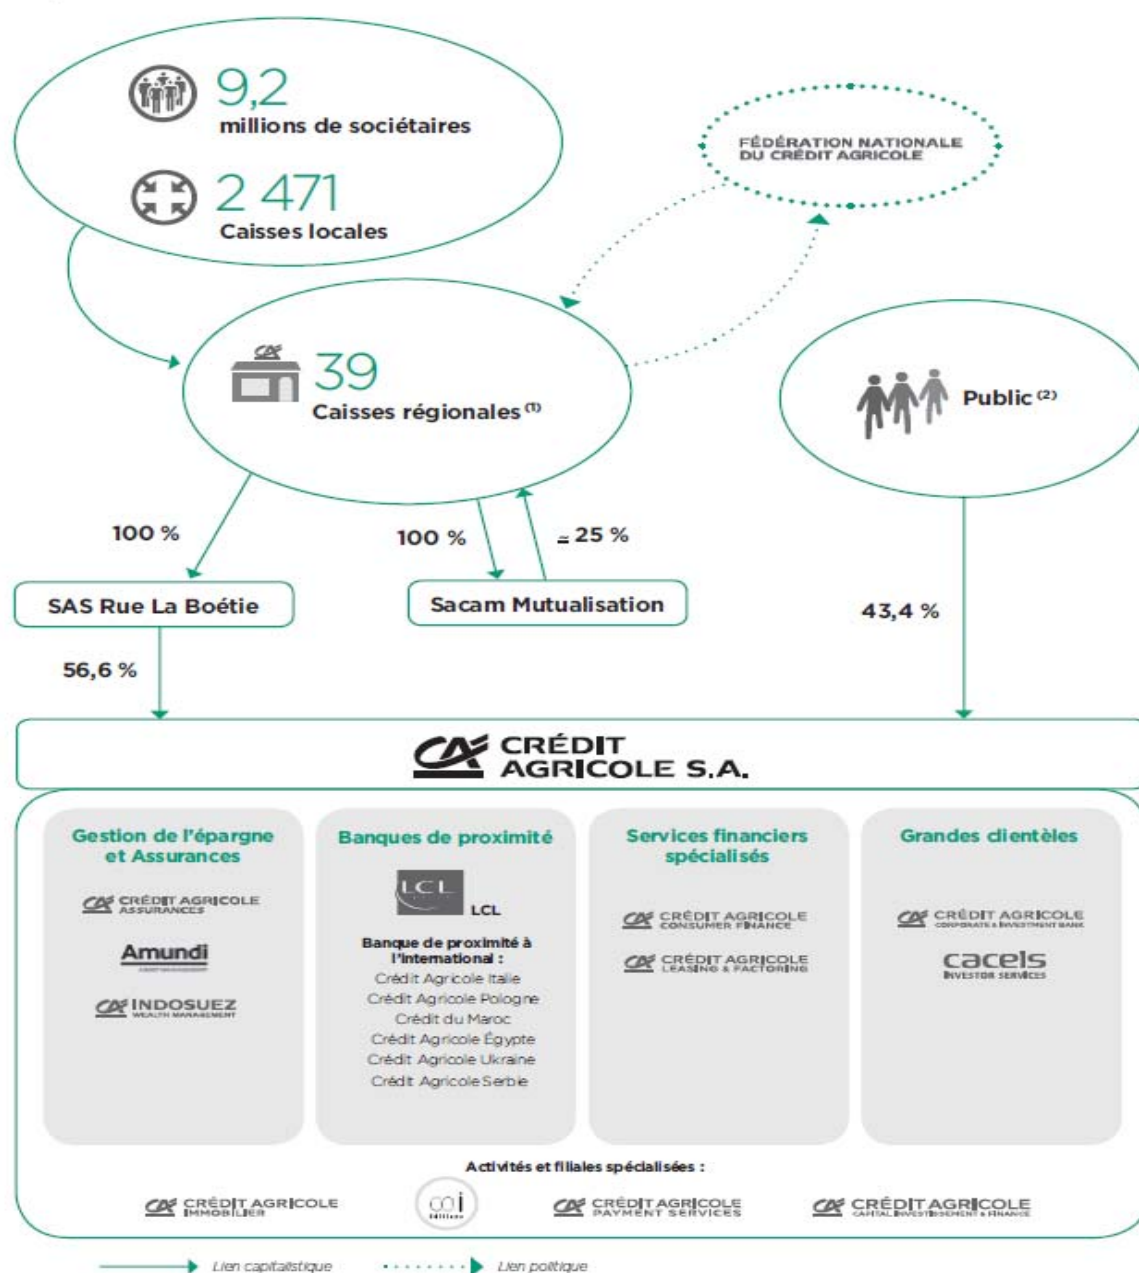 9,2
millions de sociétaires
2 471
Caisses locales
FÉDÉRATION NATIONALE
DU CRÉDIT AGRICOLE
39
Caisses régionales (1)
Public (2)
100 %
100 %
≃ 25 %
SAS Rue La Boétie
Sacam Mutualisation
43,4 %
56,6 %
CRÉDIT
AGRICOLE S.A.
Gestion de l'épargne
et Assurances
CRÉDIT AGRICOLE
ASSURANCES
Amundi
INDOSUEZ
WEALTH MANAGEMENT
Banques de proximité
LCL
LCL
Banque de proximité à
l'international :
Crédit Agricole Italie
Crédit Agricole Pologne
Crédit du Maroc
Crédit Agricole Égypte
Crédit Agricole Ukraine
Crédit Agricole Serbie
Services financiers
spécialisés
CRÉDIT AGRICOLE
CONSUMER FINANCE
CRÉDIT AGRICOLE
LEASING & FACTORING
Grandes clientèles
CRÉDIT AGRICOLE
CORPORATE & INVESTMENT BANK
caceis
INVESTOR SERVICES
Activités et filiales spécialisées :
CRÉDIT AGRICOLE
IMMOBILIER
éditions
CRÉDIT AGRICOLE
PAYMENT SERVICES
CRÉDIT AGRICOLE
CAPITAL INVESTISSEMENT & FINANCE
Lien capitalistique
Lien politique